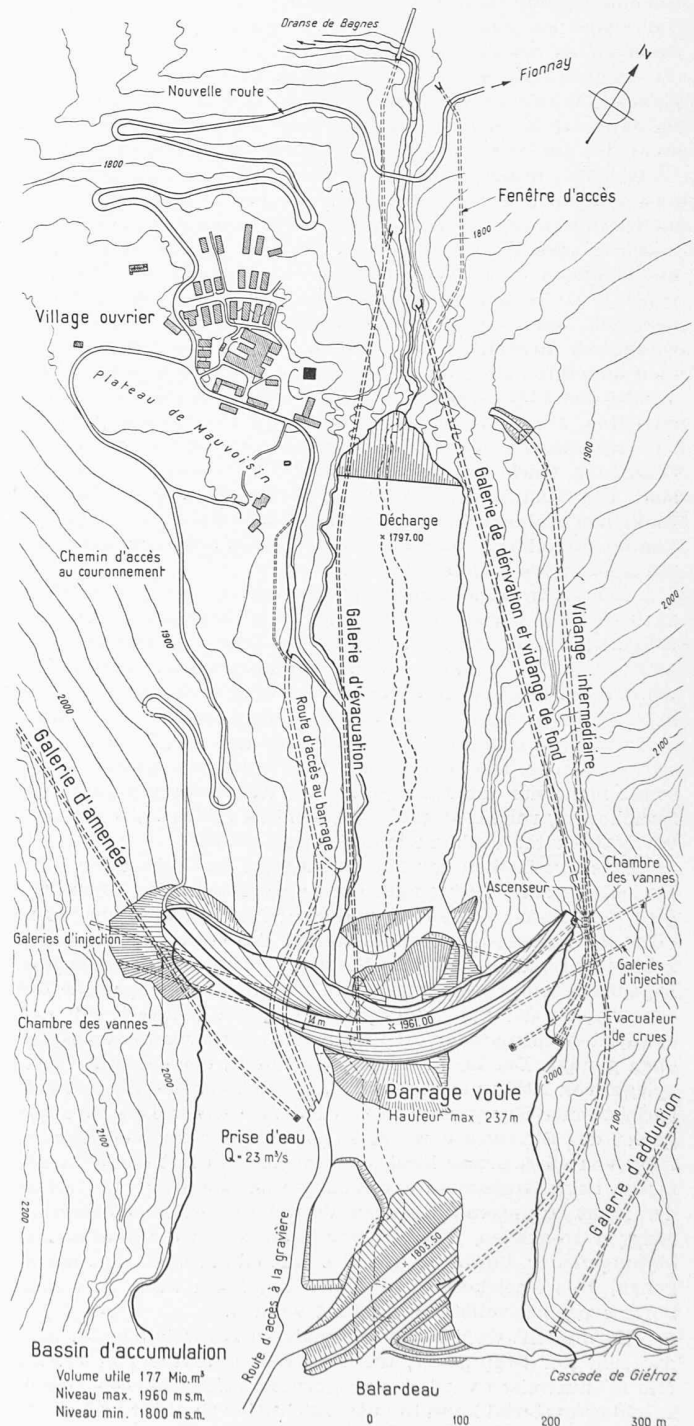 Dranse de Bagnes
N
Fionnay
Nouvelle route
1800
Fenêtre d'accès
1800
Village ouvrier
Plateau de Mauvoisin
1900
Décharge
× 1797.00
Chemin d'accès
au couronnement
1900
2000
Galerie d'évacuation
Galerie de dérivation et vidange de fond
Vidange intermédiaire
2000
2100
Route d'accès au barrage
Galerie d'amenée
Chambre
des vannes
Ascenseur
Galeries d'injection
Galeries
d'injection
14 m
× 1961.00
Chambre des vannes
Evacuateur
de crues
2000
2000
Barrage voûte
Hauteur max. 237 m
2100
2100
Prise d'eau
Q = 23 m³/s
Galerie d'adduction
2200
× 1803.50
Route d'accès à la gravière
Bassin d'accumulation
Volume utile 177 Mio.m³
Niveau max. 1960 m s.m.
Niveau min. 1800 m s.m.
Batardeau
Cascade de Giétroz
0 100 200 300 m